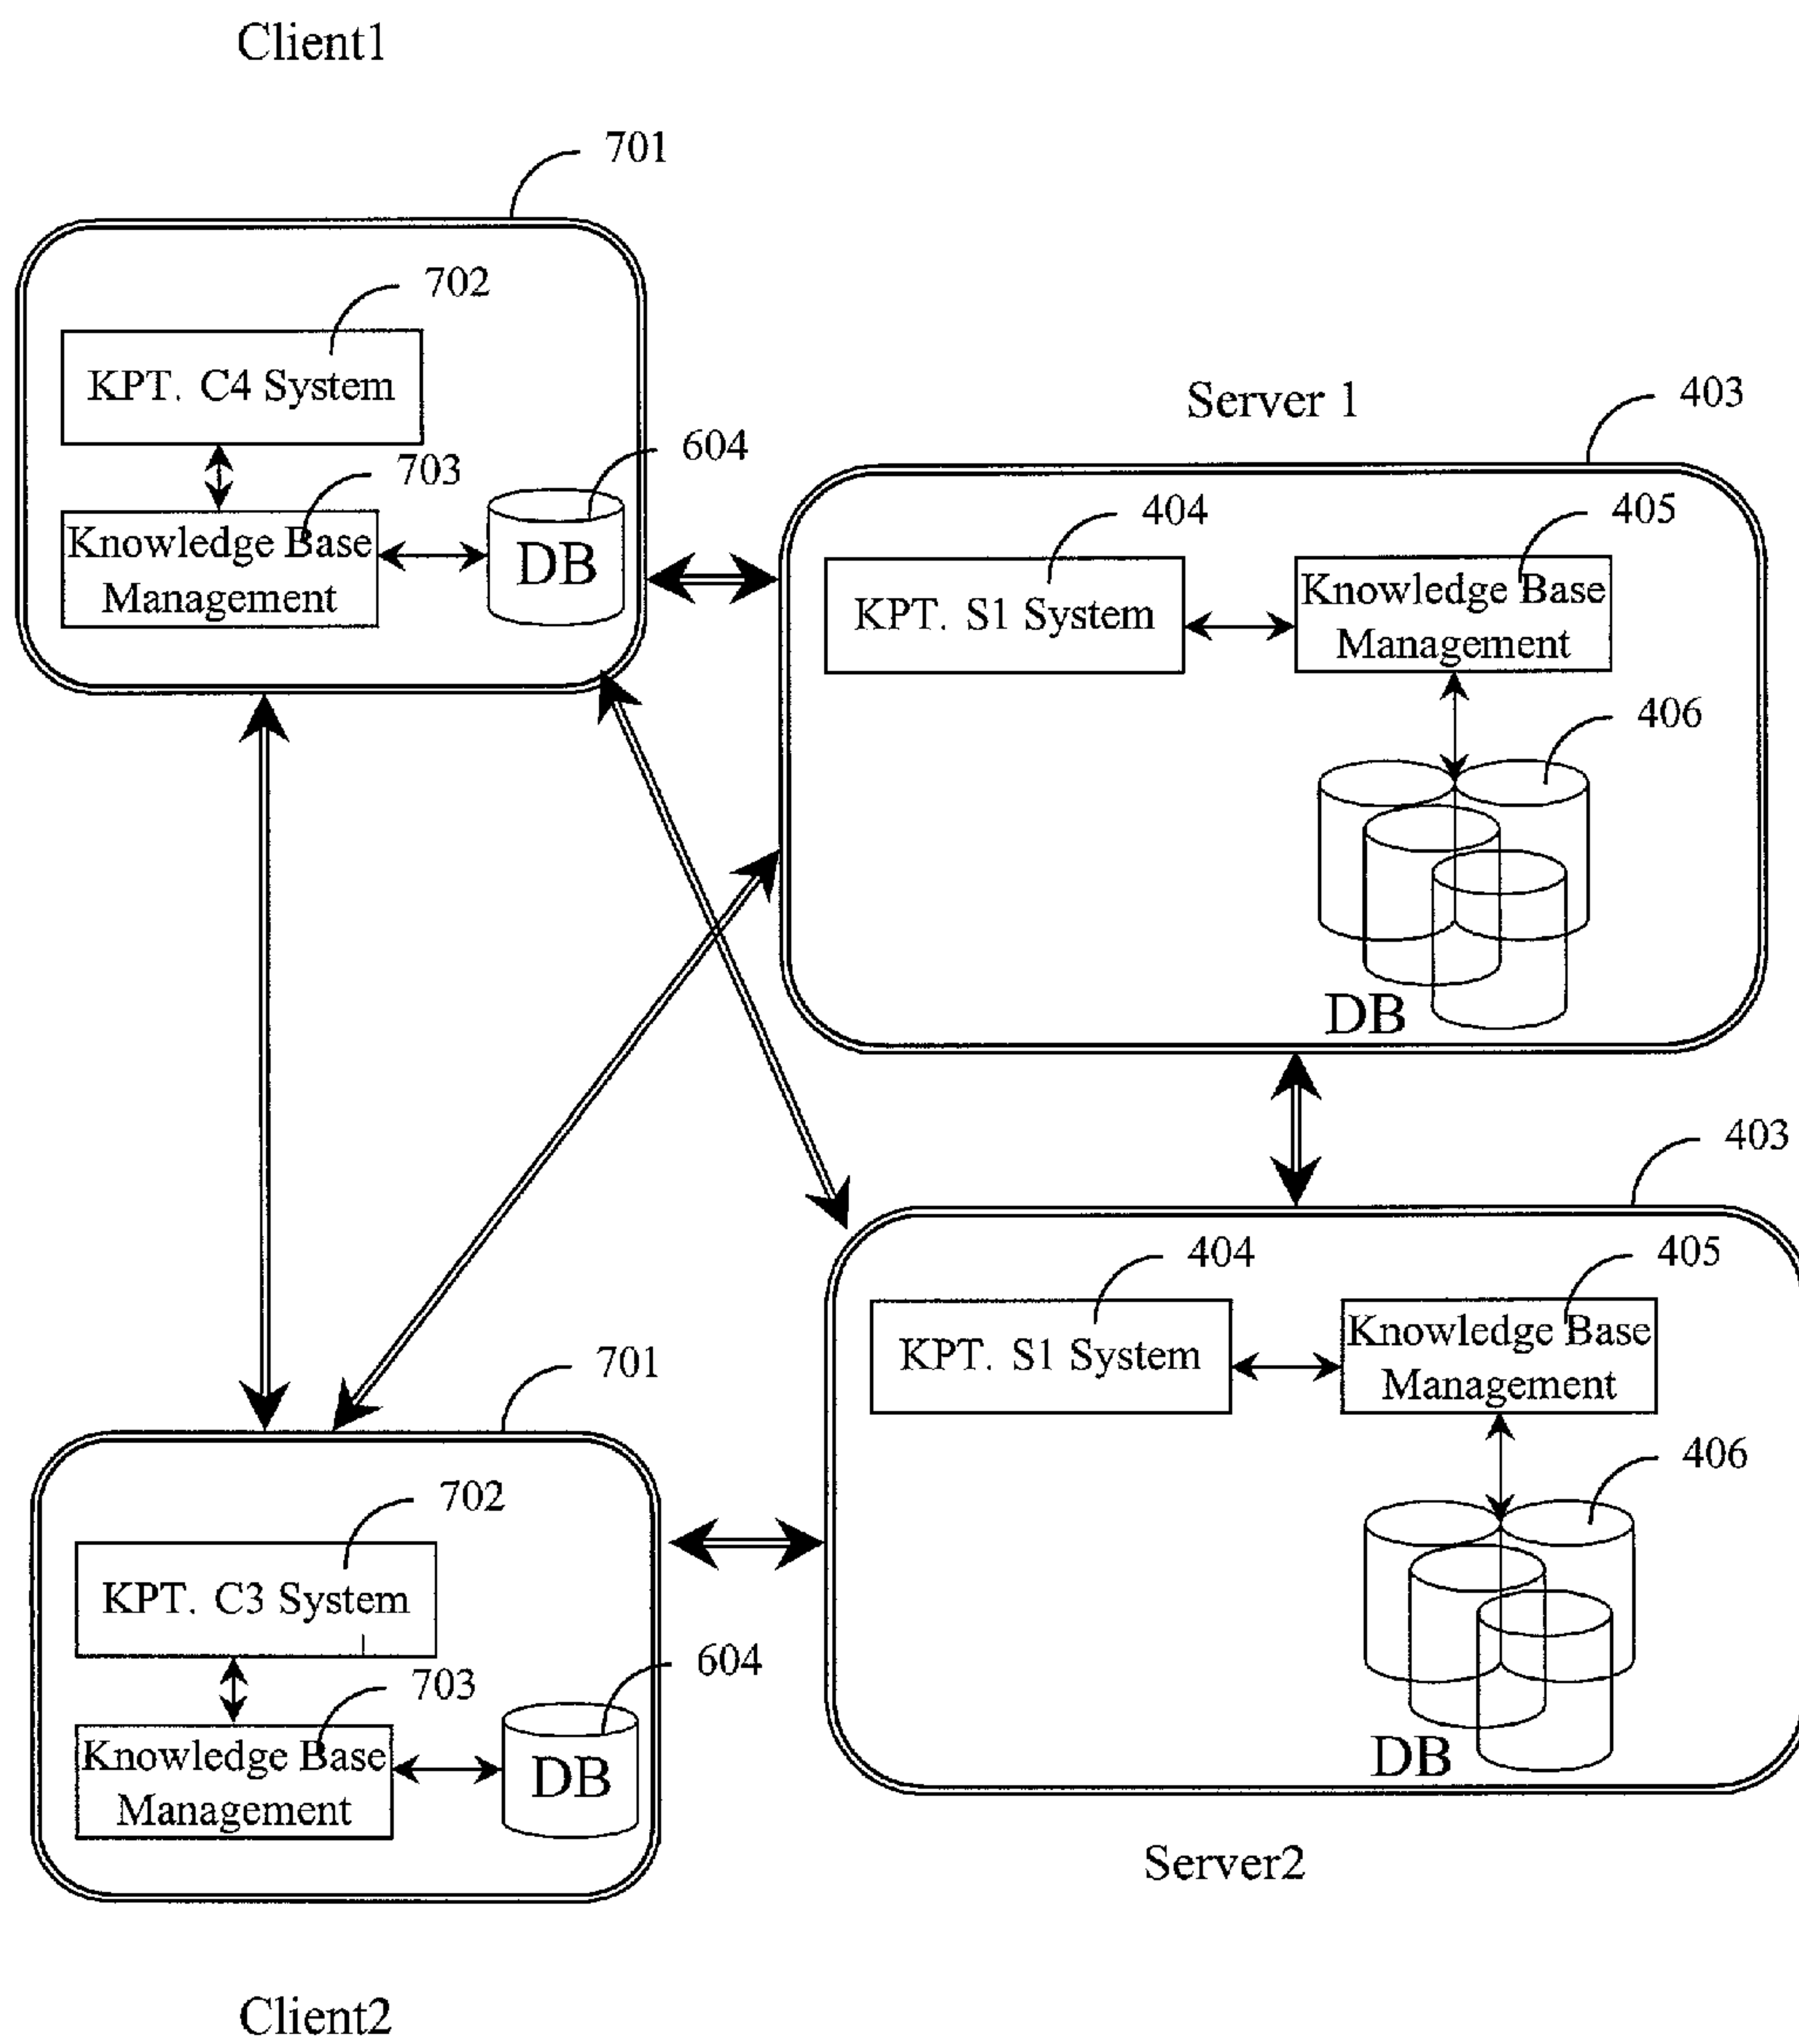 Client1
701
702
KPT. C4 System
703
604
Knowledge Base
Management
DB
Server 1
403
404
405
KPT. S1 System
Knowledge Base
Management
406
DB
403
404
405
KPT. S1 System
Knowledge Base
Management
406
DB
Server2
701
702
KPT. C3 System
703
604
Knowledge Base
Management
DB
Client2